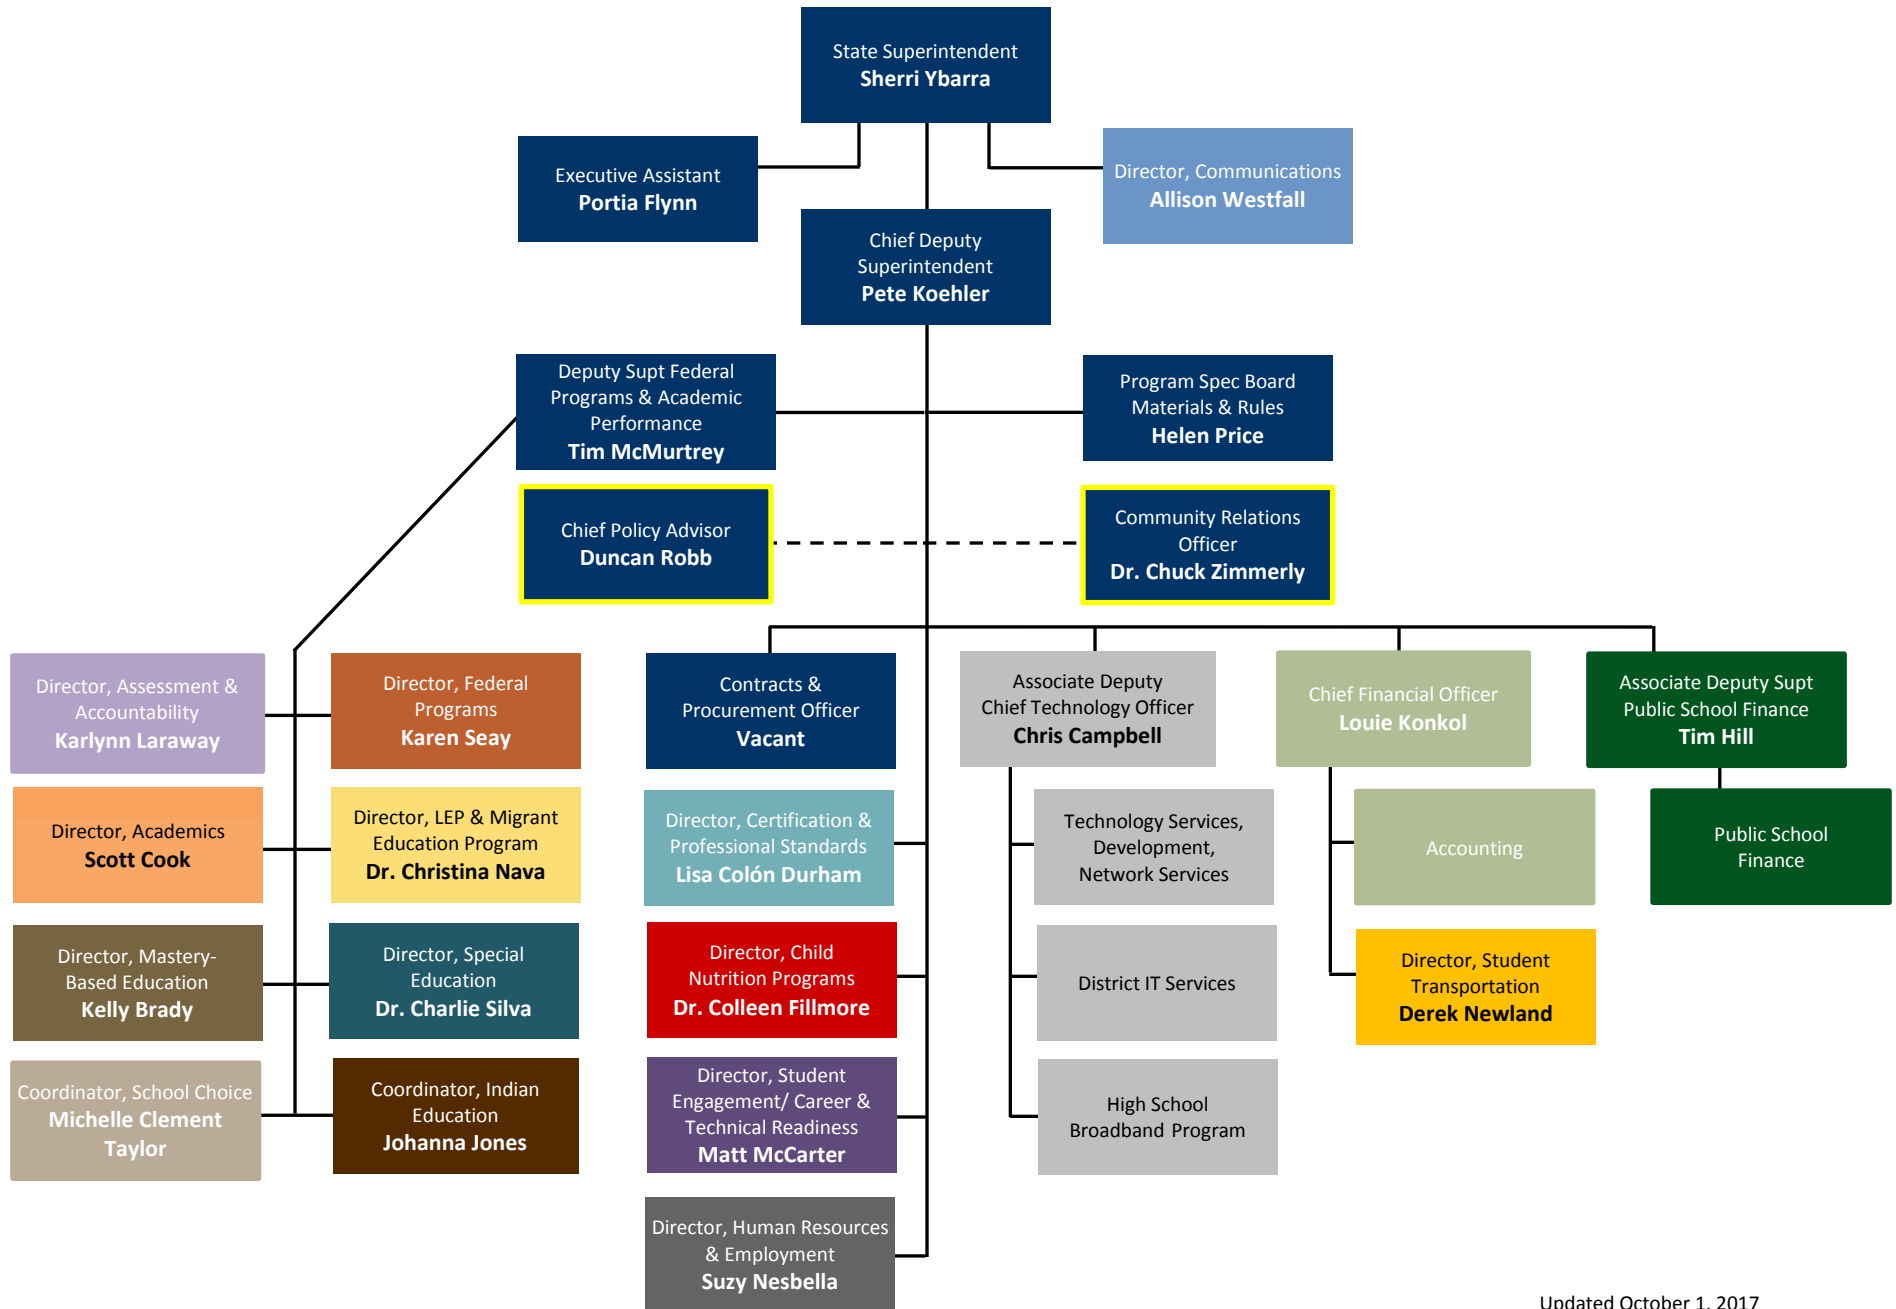 State Superintendent
Sherri Ybarra
Executive Assistant
Portia Flynn
Director, Communications
Allison Westfall
Chief Deputy
Superintendent
Pete Koehler
Deputy Supt Federal
Programs & Academic
Performance
Tim McMurtrey
Program Spec Board
Materials & Rules
Helen Price
Chief Policy Advisor
Duncan Robb
Community Relations
Officer
Dr. Chuck Zimmerly
Director, Assessment &
Accountability
Karlynn Laraway
Director, Federal
Programs
Karen Seay
Contracts &
Procurement Officer
Vacant
Associate Deputy
Chief Technology Officer
Chris Campbell
Chief Financial Officer
Louie Konkol
Associate Deputy Supt
Public School Finance
Tim Hill
Director, Academics
Scott Cook
Director, LEP & Migrant
Education Program
Dr. Christina Nava
Director, Certification &
Professional Standards
Lisa Colón Durham
Technology Services,
Development,
Network Services
Accounting
Public School
Finance
Director, Mastery-
Based Education
Kelly Brady
Director, Special
Education
Dr. Charlie Silva
Director, Child
Nutrition Programs
Dr. Colleen Fillmore
District IT Services
Director, Student
Transportation
Derek Newland
Coordinator, School Choice
Michelle Clement
Taylor
Coordinator, Indian
Education
Johanna Jones
Director, Student
Engagement/ Career &
Technical Readiness
Matt McCarter
High School
Broadband Program
Director, Human Resources
& Employment
Suzy Nesbella
Updated October 1, 2017